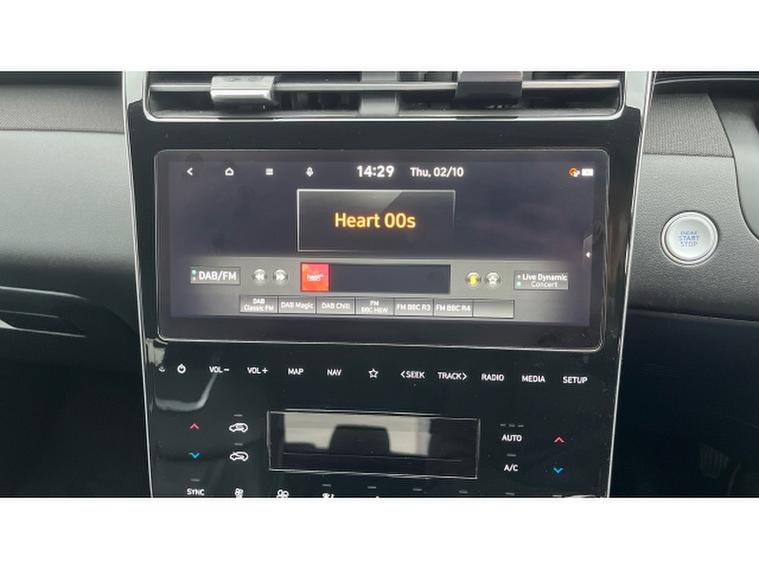 14:29 Thu, 02/10
Heart 00s
DAB/FM
heart
Live Dynamic
Concert
DAB Classic FM DAB Magic DAB Chill FM BBC H&W FM BBC R3 FM BBC R4
ENGINE
START
STOP
VOL− VOL+ MAP NAV <SEEK TRACK> RADIO MEDIA SETUP
AUTO
A/C
SYNC